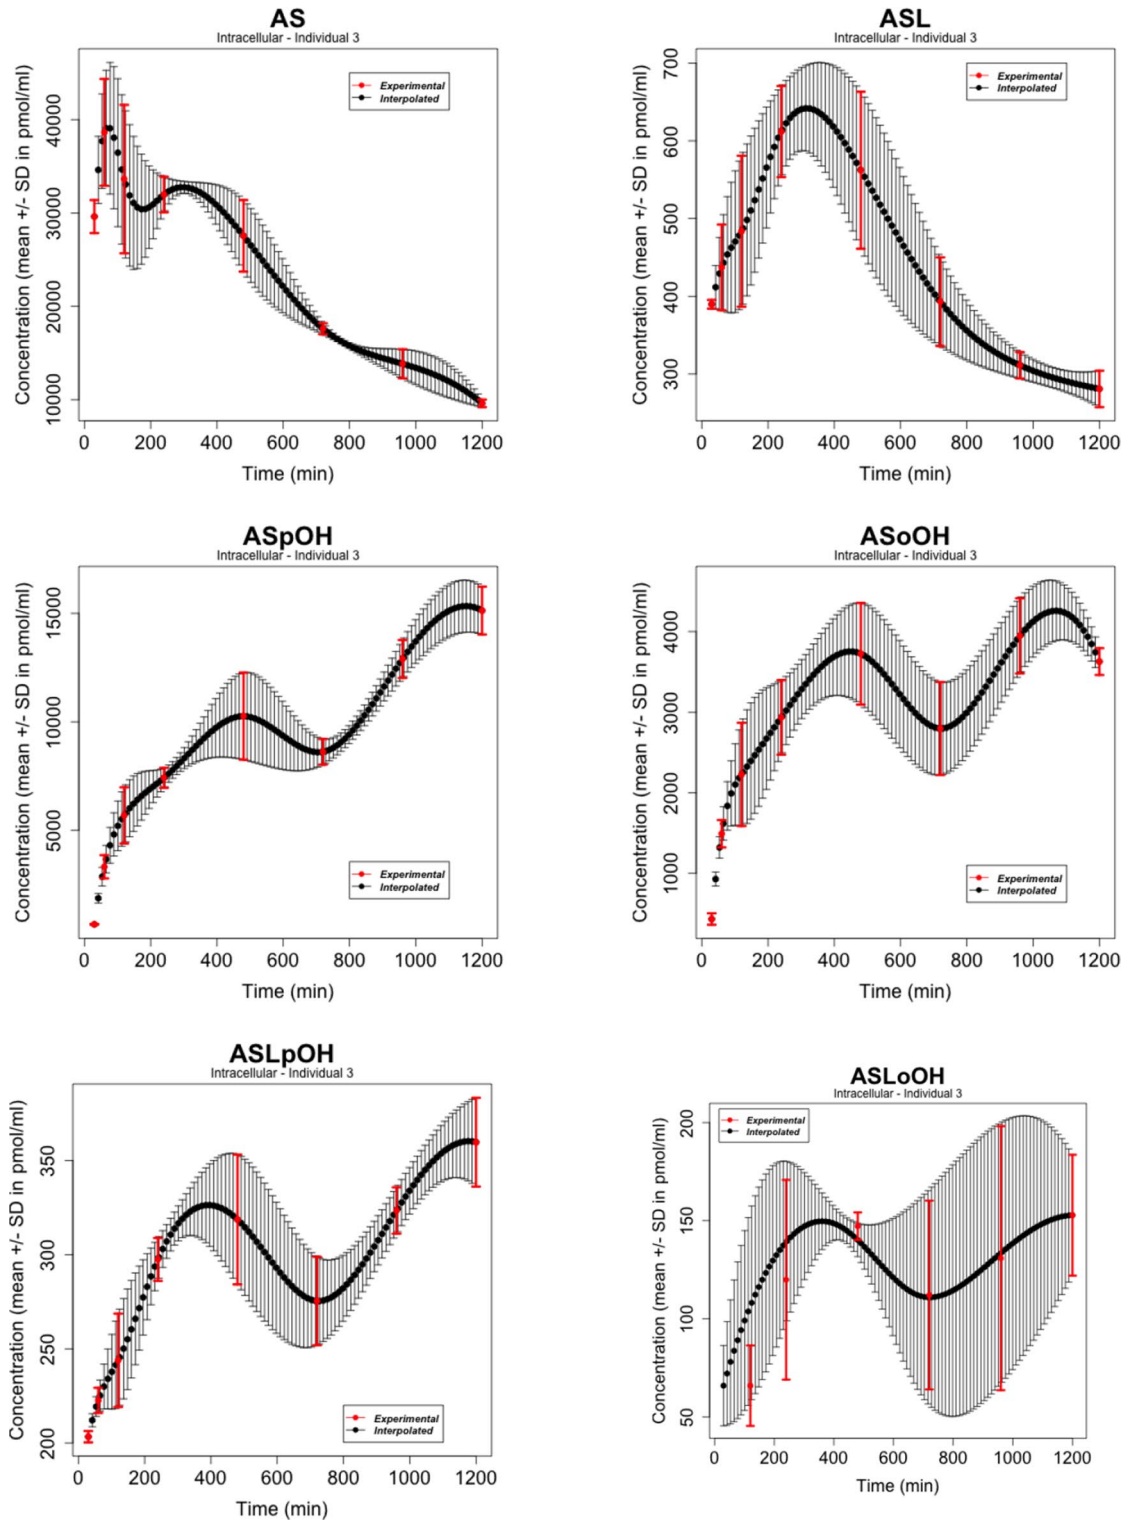 AS
Intracellular - Individual 3
Concentration (mean +/- SD in pmol/ml)
40000
30000
20000
10000
Experimental
Interpolated
0 200 400 600 800 1000 1200
Time (min)
ASL
Intracellular - Individual 3
Concentration (mean +/- SD in pmol/ml)
700
600
500
400
300
Experimental
Interpolated
0 200 400 600 800 1000 1200
Time (min)
ASpOH
Intracellular - Individual 3
Concentration (mean +/- SD in pmol/ml)
15000
10000
5000
Experimental
Interpolated
0 200 400 600 800 1000 1200
Time (min)
ASoOH
Intracellular - Individual 3
Concentration (mean +/- SD in pmol/ml)
4000
3000
2000
1000
Experimental
Interpolated
0 200 400 600 800 1000 1200
Time (min)
ASLpOH
Intracellular - Individual 3
Concentration (mean +/- SD in pmol/ml)
350
300
250
200
Experimental
Interpolated
0 200 400 600 800 1000 1200
Time (min)
ASLoOH
Intracellular - Individual 3
Concentration (mean +/- SD in pmol/ml)
200
150
100
50
Experimental
Interpolated
0 200 400 600 800 1000 1200
Time (min)